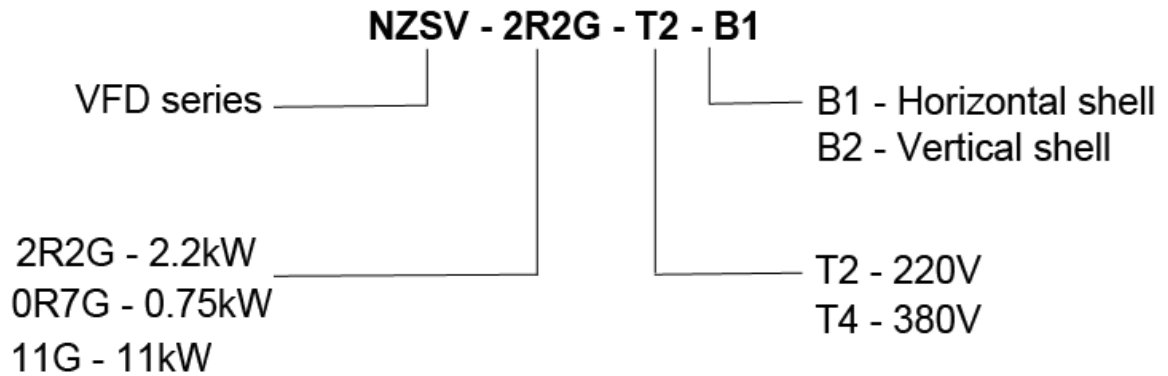 NZSV - 2R2G - T2 - B1
VFD series
B1 - Horizontal shell
B2 - Vertical shell
2R2G - 2.2kW
0R7G - 0.75kW
11G - 11kW
T2 - 220V
T4 - 380V